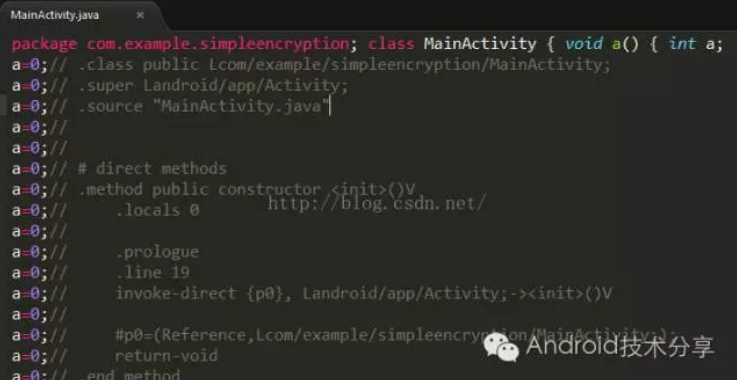 MainActivity.java ×
package com.example.simpleencryption; class MainActivity { void a() { int a;
a=0;// .class public Lcom/example/simpleencryption/MainActivity;
a=0;// .super Landroid/app/Activity;
a=0;// .source "MainActivity.java"
a=0;//
a=0;//
a=0;// # direct methods
a=0;// .method public constructor <init>()V
http://blog.csdn.net/
a=0;//     .locals 0
a=0;//
a=0;//     .prologue
a=0;//     .line 19
a=0;//     invoke-direct {p0}, Landroid/app/Activity;-><init>()V
a=0;//
a=0;//     #p0=(Reference,Lcom/example/simpleencryption/MainActivity;);
a=0;//     return-void
Android技术分享
a=0;// .end method